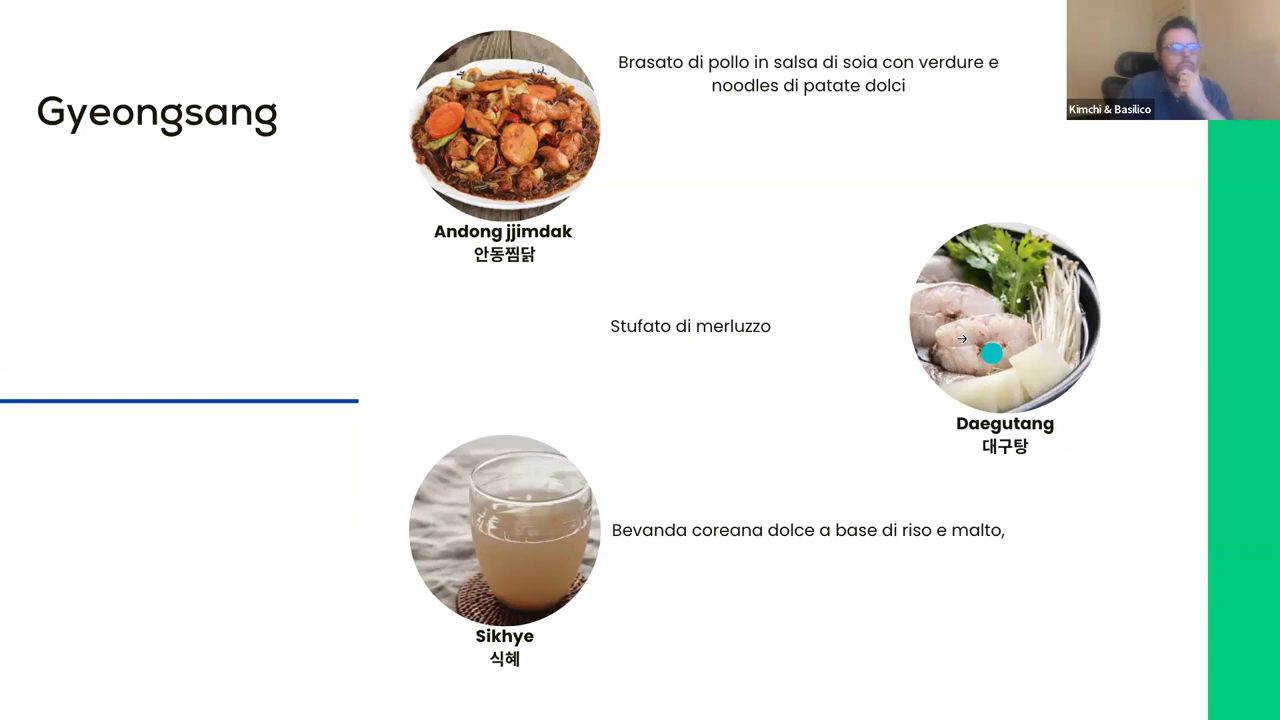 Gyeongsang
Brasato di pollo in salsa di soia con verdure e
noodles di patate dolci
Kimchi & Basilico
Andong jjimdak
안동찜닭
Stufato di merluzzo
Daegutang
대구탕
Bevanda coreana dolce a base di riso e malto,
Sikhye
식혜